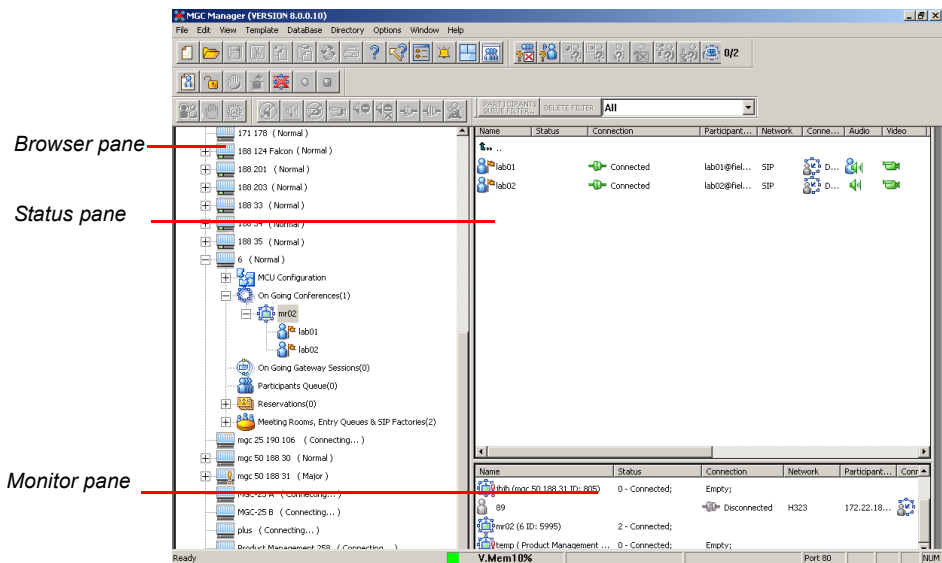 MGC Manager (VERSION 8.0.0.10)
File Edit View Template DataBase Directory Options Window Help
0/2
PARTICIPANTS QUEUE FILTER... DELETE FILTER All
Browser pane
Status pane
Monitor pane
171 178 (Normal)
188 124 Falcon (Normal)
188 201 (Normal)
188 203 (Normal)
188 33 (Normal)
188 34 (Normal)
188 35 (Normal)
6 (Normal)
MCU Configuration
On Going Conferences(1)
mr02
lab01
lab02
On Going Gateway Sessions(0)
Participants Queue(0)
Reservations(0)
Meeting Rooms, Entry Queues & SIP Factories(2)
mgc 25 190 106 (Connecting... )
mgc 50 188 30 (Normal)
mgc 50 188 31 (Major)
MGC-25 A (Connecting... )
MGC-25 B (Connecting... )
plus (Connecting... )
Product Management 258 (Connecting
Name Status Connection Participant... Network Conne... Audio Video
..
lab01 Connected lab01@fiel... SIP D...
lab02 Connected lab02@fiel... SIP D...
Name Status Connection Network Participant... Conr
(mgc 50 188 31 ID: 805) 0 - Connected; Empty;
89 Disconnected H323 172.22.18...
mr02 (6 ID: 5995) 2 - Connected;
temp ( Product Management ... 0 - Connected; Empty;
Ready V.Mem10% Port 80 NUM